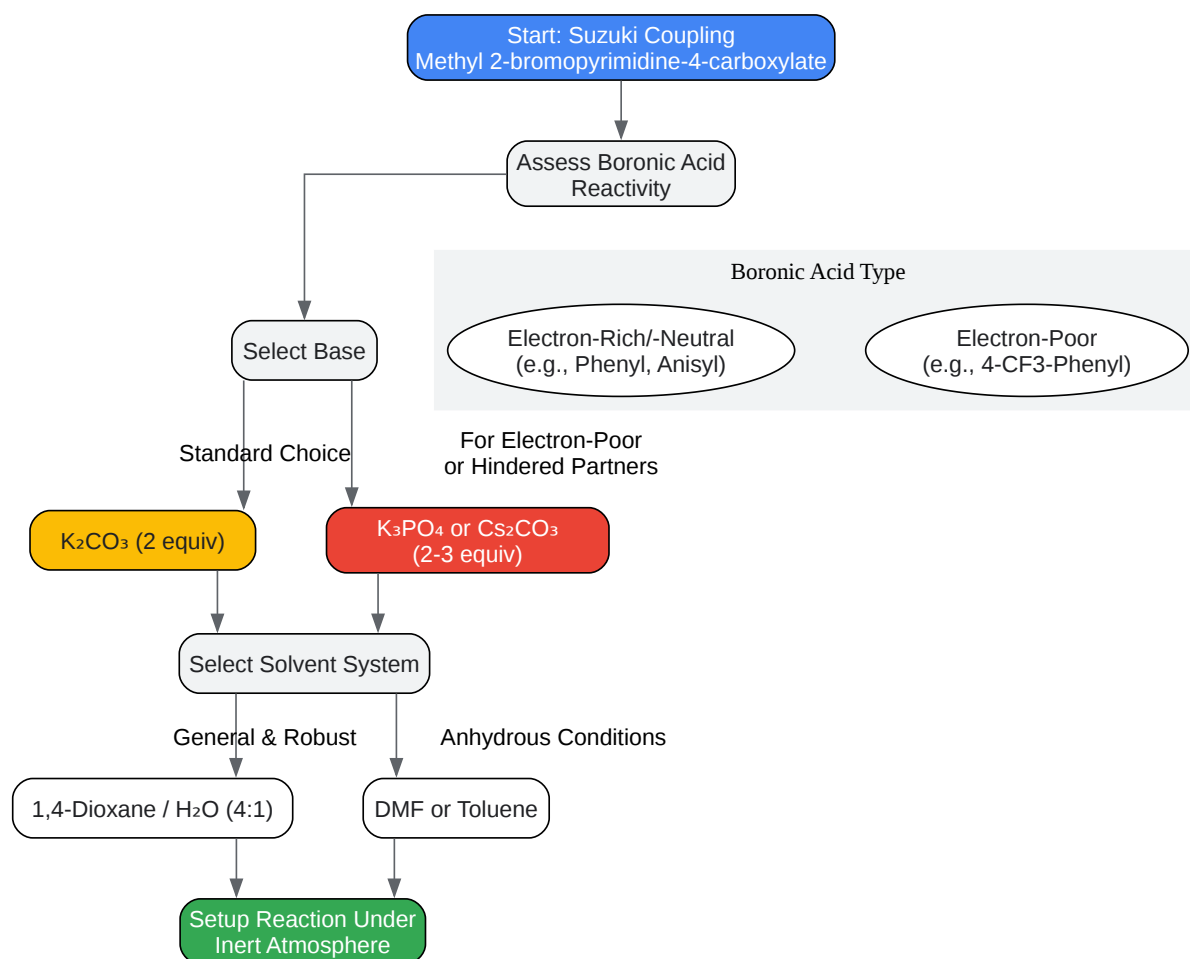 Start: Suzuki Coupling
Methyl 2-bromopyrimidine-4-carboxylate
Assess Boronic Acid
Reactivity
Boronic Acid Type
Electron-Rich/-Neutral
(e.g., Phenyl, Anisyl)
Electron-Poor
(e.g., 4-CF3-Phenyl)
Select Base
Standard Choice
For Electron-Poor
or Hindered Partners
K₂CO₃ (2 equiv)
K₃PO₄ or Cs₂CO₃
(2-3 equiv)
Select Solvent System
General & Robust
Anhydrous Conditions
1,4-Dioxane / H₂O (4:1)
DMF or Toluene
Setup Reaction Under
Inert Atmosphere